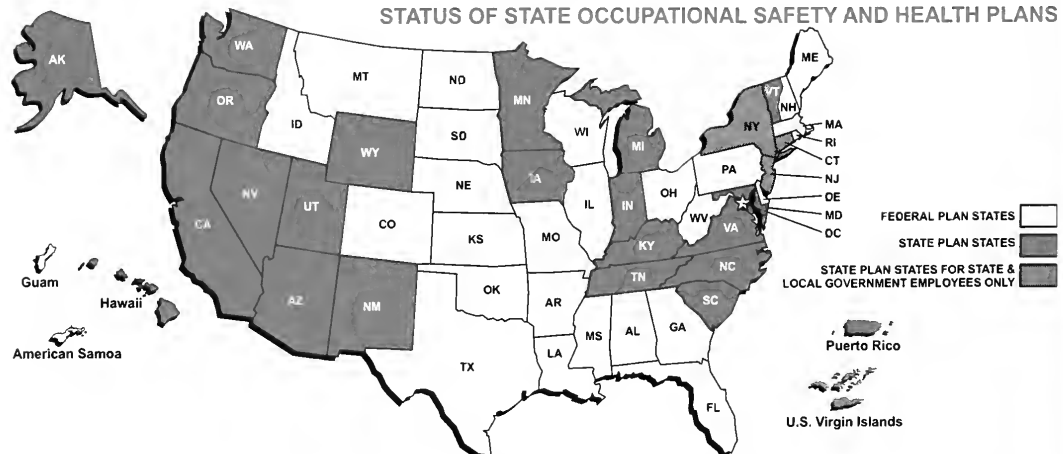 STATUS OF STATE OCCUPATIONAL SAFETY AND HEALTH PLANS
AK
WA
OR
CA
NV
ID
MT
WY
UT
AZ
NM
CO
ND
SD
NE
KS
OK
TX
MN
IA
MO
AR
LA
WI
IL
MI
IN
OH
KY
TN
MS
AL
GA
FL
SC
NC
VA
WV
PA
NY
VT
NH
ME
MA
RI
CT
NJ
DE
MD
DC
FEDERAL PLAN STATES
STATE PLAN STATES
STATE PLAN STATES FOR STATE &
LOCAL GOVERNMENT EMPLOYEES ONLY
Guam
Hawaii
American Samoa
Puerto Rico
U.S. Virgin Islands